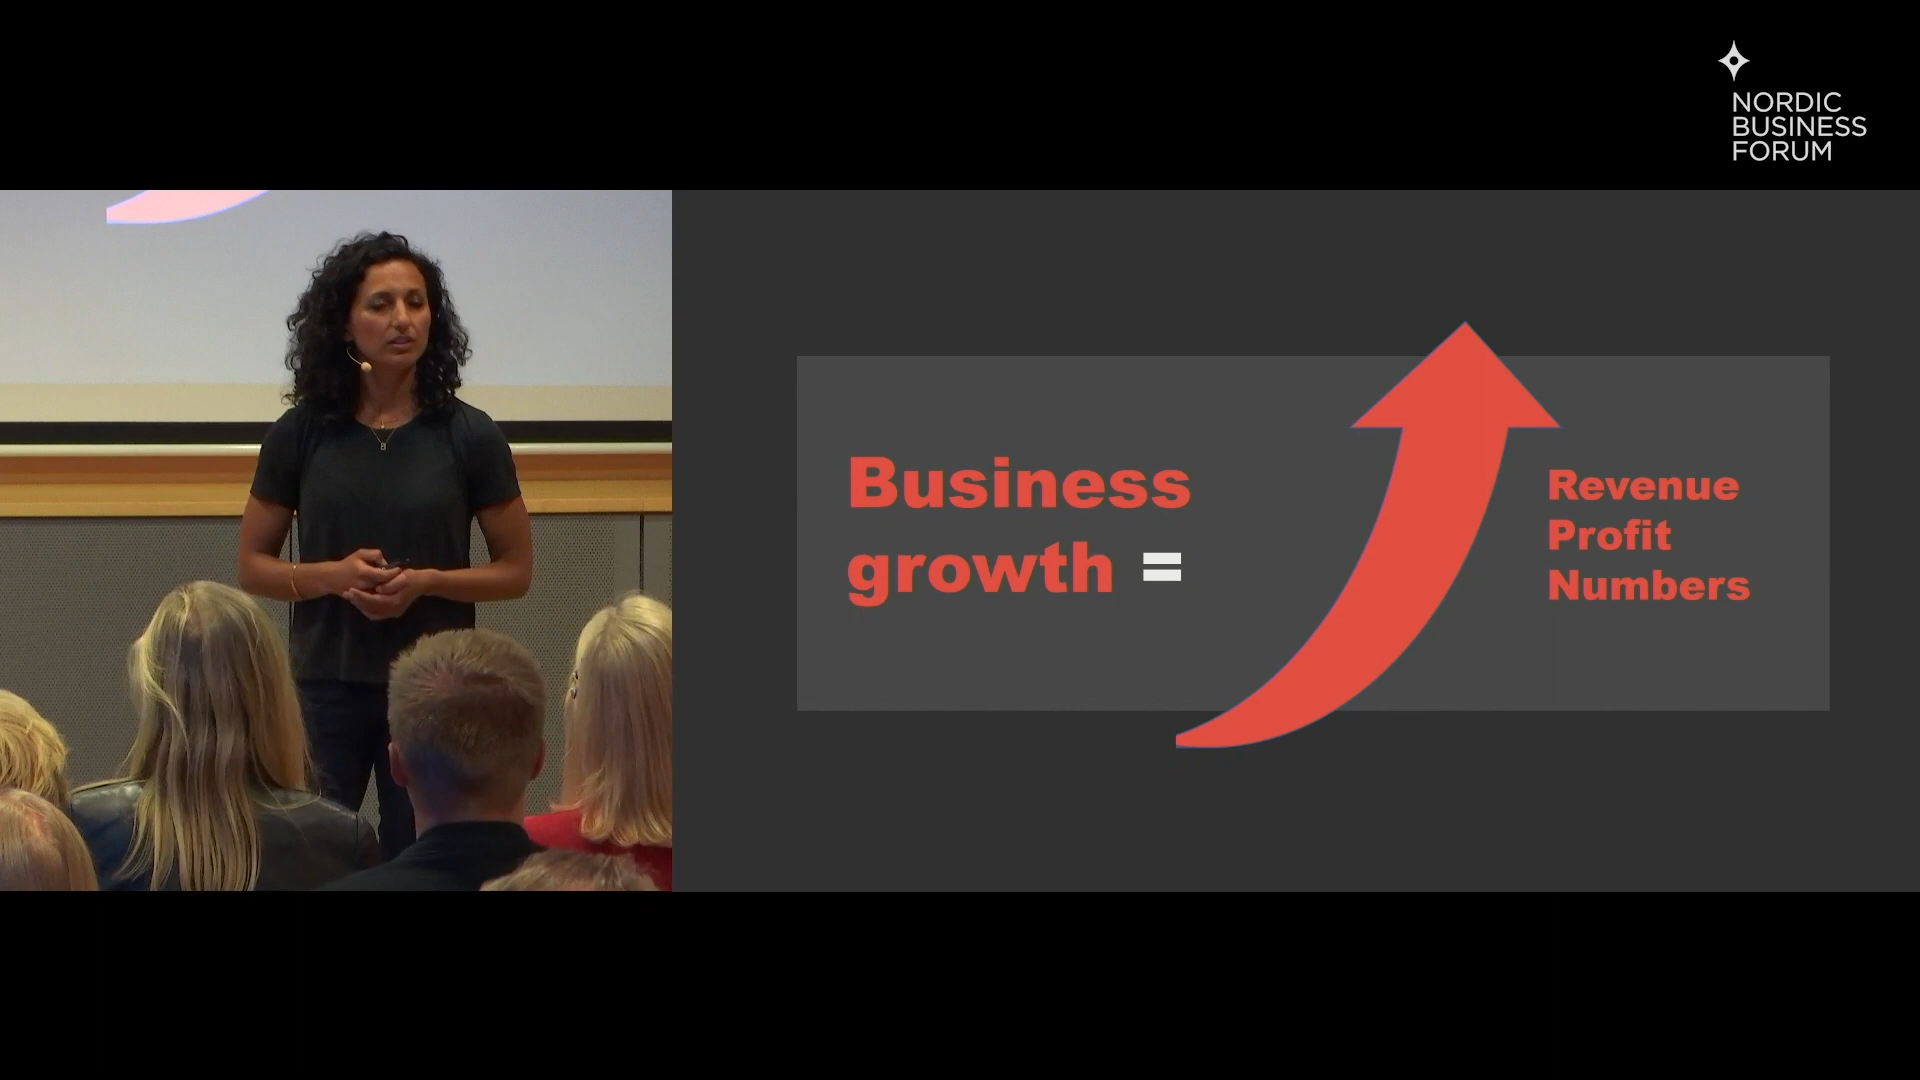 NORDIC
BUSINESS
FORUM
Business
growth =
Revenue
Profit
Numbers